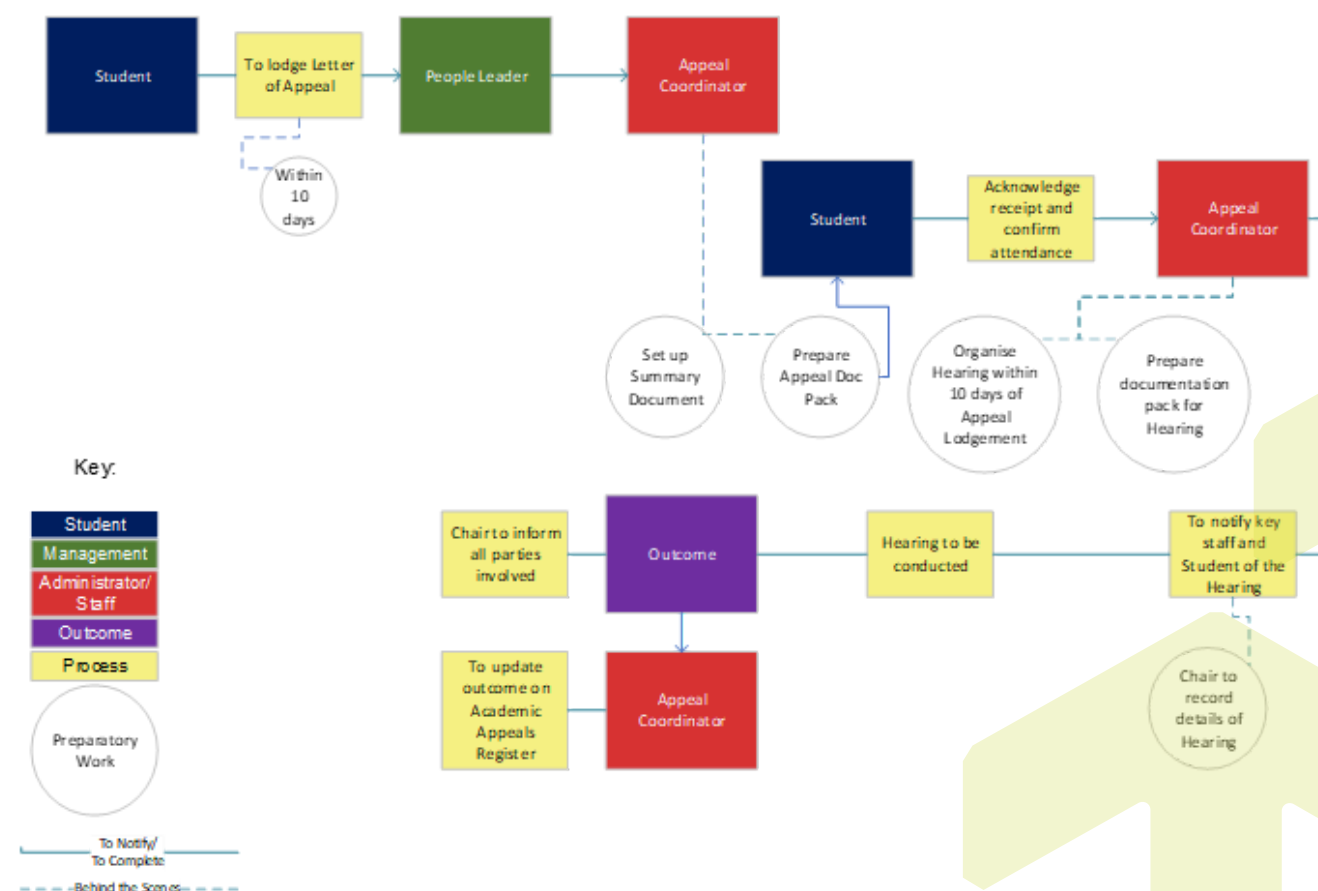 Student
To lodge Letter
of Appeal
People Leader
Appeal
Coordinator
Within
10
days
Student
Acknowledge
receipt and
confirm
attendance
Appeal
Coordinator
Set up
Summary
Document
Prepare
Appeal Doc
Pack
Organise
Hearing within
10 days of
Appeal
Lodgement
Prepare
documentation
pack for
Hearing
Key:
Student
Management
Administrator/
Staff
Outcome
Process
Preparatory
Work
To Notify/
To Complete
Behind the Scenes
Chair to inform
all parties
involved
Outcome
Hearing to be
conducted
To notify key
staff and
Student of the
Hearing
To update
outcome on
Academic
Appeals
Register
Appeal
Coordinator
Chair to
record
details of
Hearing